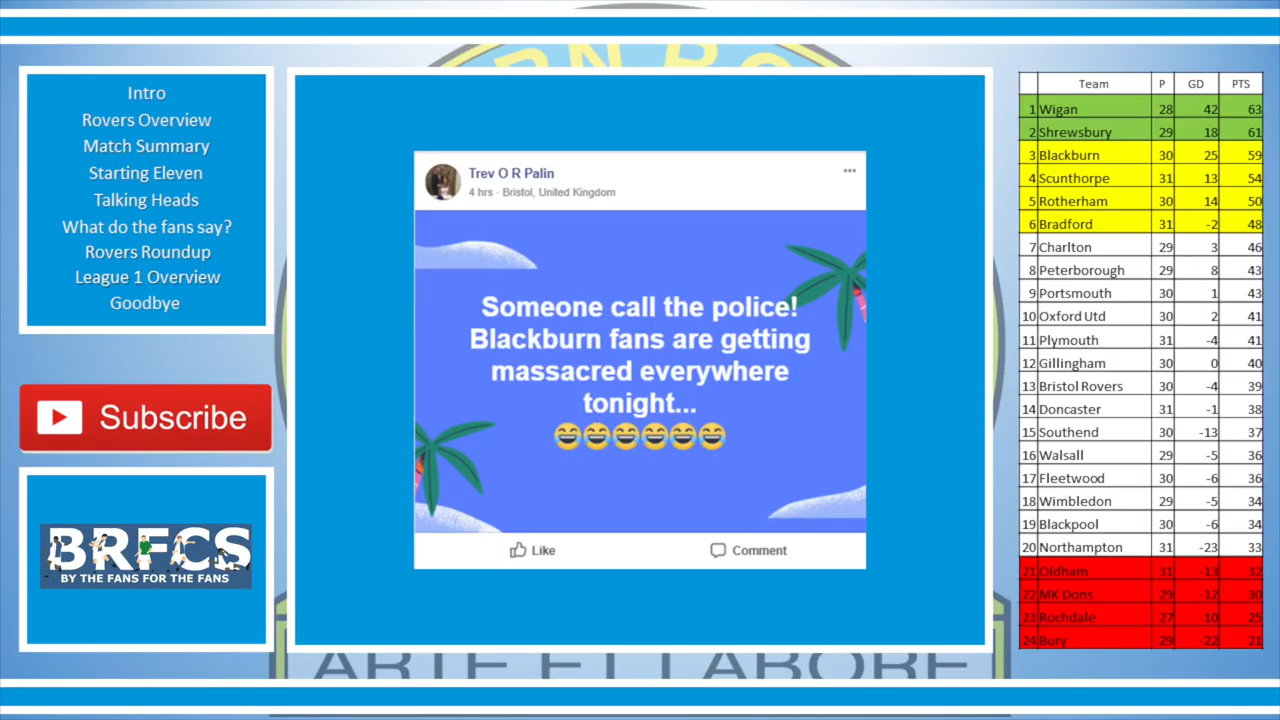 RN RO
Intro
Rovers Overview
Match Summary
Starting Eleven
Talking Heads
What do the fans say?
Rovers Roundup
League 1 Overview
Goodbye
Subscribe
BRFCS
BY THE FANS FOR THE FANS
Trev O R Palin
4 hrs · Bristol, United Kingdom
Someone call the police!
Blackburn fans are getting
massacred everywhere
tonight...
😂😂😂😂😂😂
Like Comment
Team P GD PTS
1 Wigan 28 42 63
2 Shrewsbury 29 18 61
3 Blackburn 30 25 59
4 Scunthorpe 31 13 54
5 Rotherham 30 14 50
6 Bradford 31 -2 48
7 Charlton 29 3 46
8 Peterborough 29 8 43
9 Portsmouth 30 1 43
10 Oxford Utd 30 2 41
11 Plymouth 31 -4 41
12 Gillingham 30 0 40
13 Bristol Rovers 30 -4 39
14 Doncaster 31 -1 38
15 Southend 30 -13 37
16 Walsall 29 -5 36
17 Fleetwood 30 -6 36
18 Wimbledon 29 -5 34
19 Blackpool 30 -6 34
20 Northampton 31 -23 33
21 Oldham 31 -13 32
22 MK Dons 29 -12 30
23 Rochdale 27 -10 25
24 Bury 29 -22 21
ARTE ET LABORE